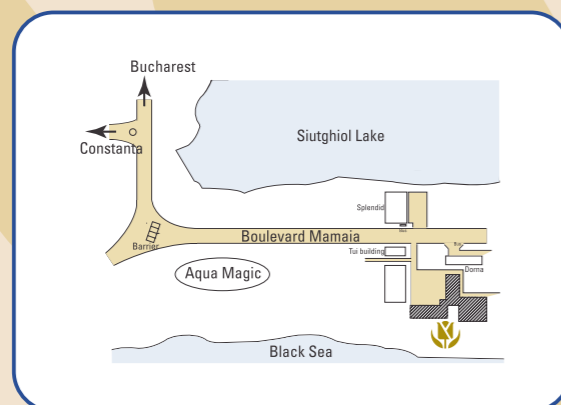 Bucharest
Siutghiol Lake
Constanta
Splendid
Boulevard Mamaia
Barrier
Tui building
Aqua Magic
Dorna
Black Sea